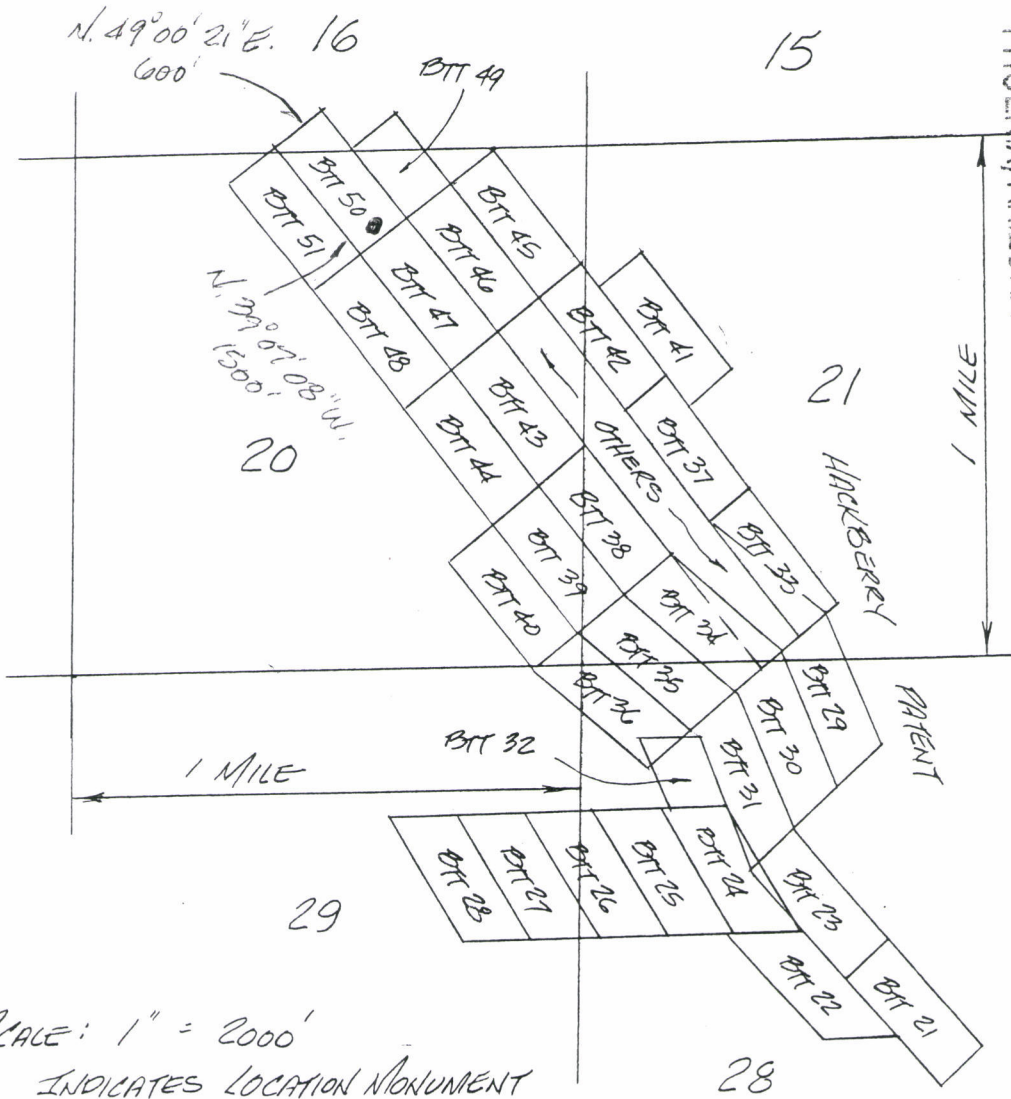 N. 49°00'21"E. 16
600'
BTT 49
15
BTT 50
BTT 51
BTT 45
BTT 46
BTT 47
BTT 48
BTT 41
BTT 42
BTT 43
BTT 44
N. 39°07'08"W.
1500'
21
1 MILE
20
OTHERS
BTT 37
HACKBERRY
BTT 38
BTT 33
BTT 39
BTT 34
BTT 40
BTT 35
BTT 36
BTT 29
PATENT
BTT 30
BTT 32
BTT 31
1 MILE
BTT 28
BTT 27
BTT 26
BTT 25
BTT 24
BTT 23
29
BTT 22
BTT 21
SCALE: 1" = 2000'
INDICATES LOCATION MONUMENT
28